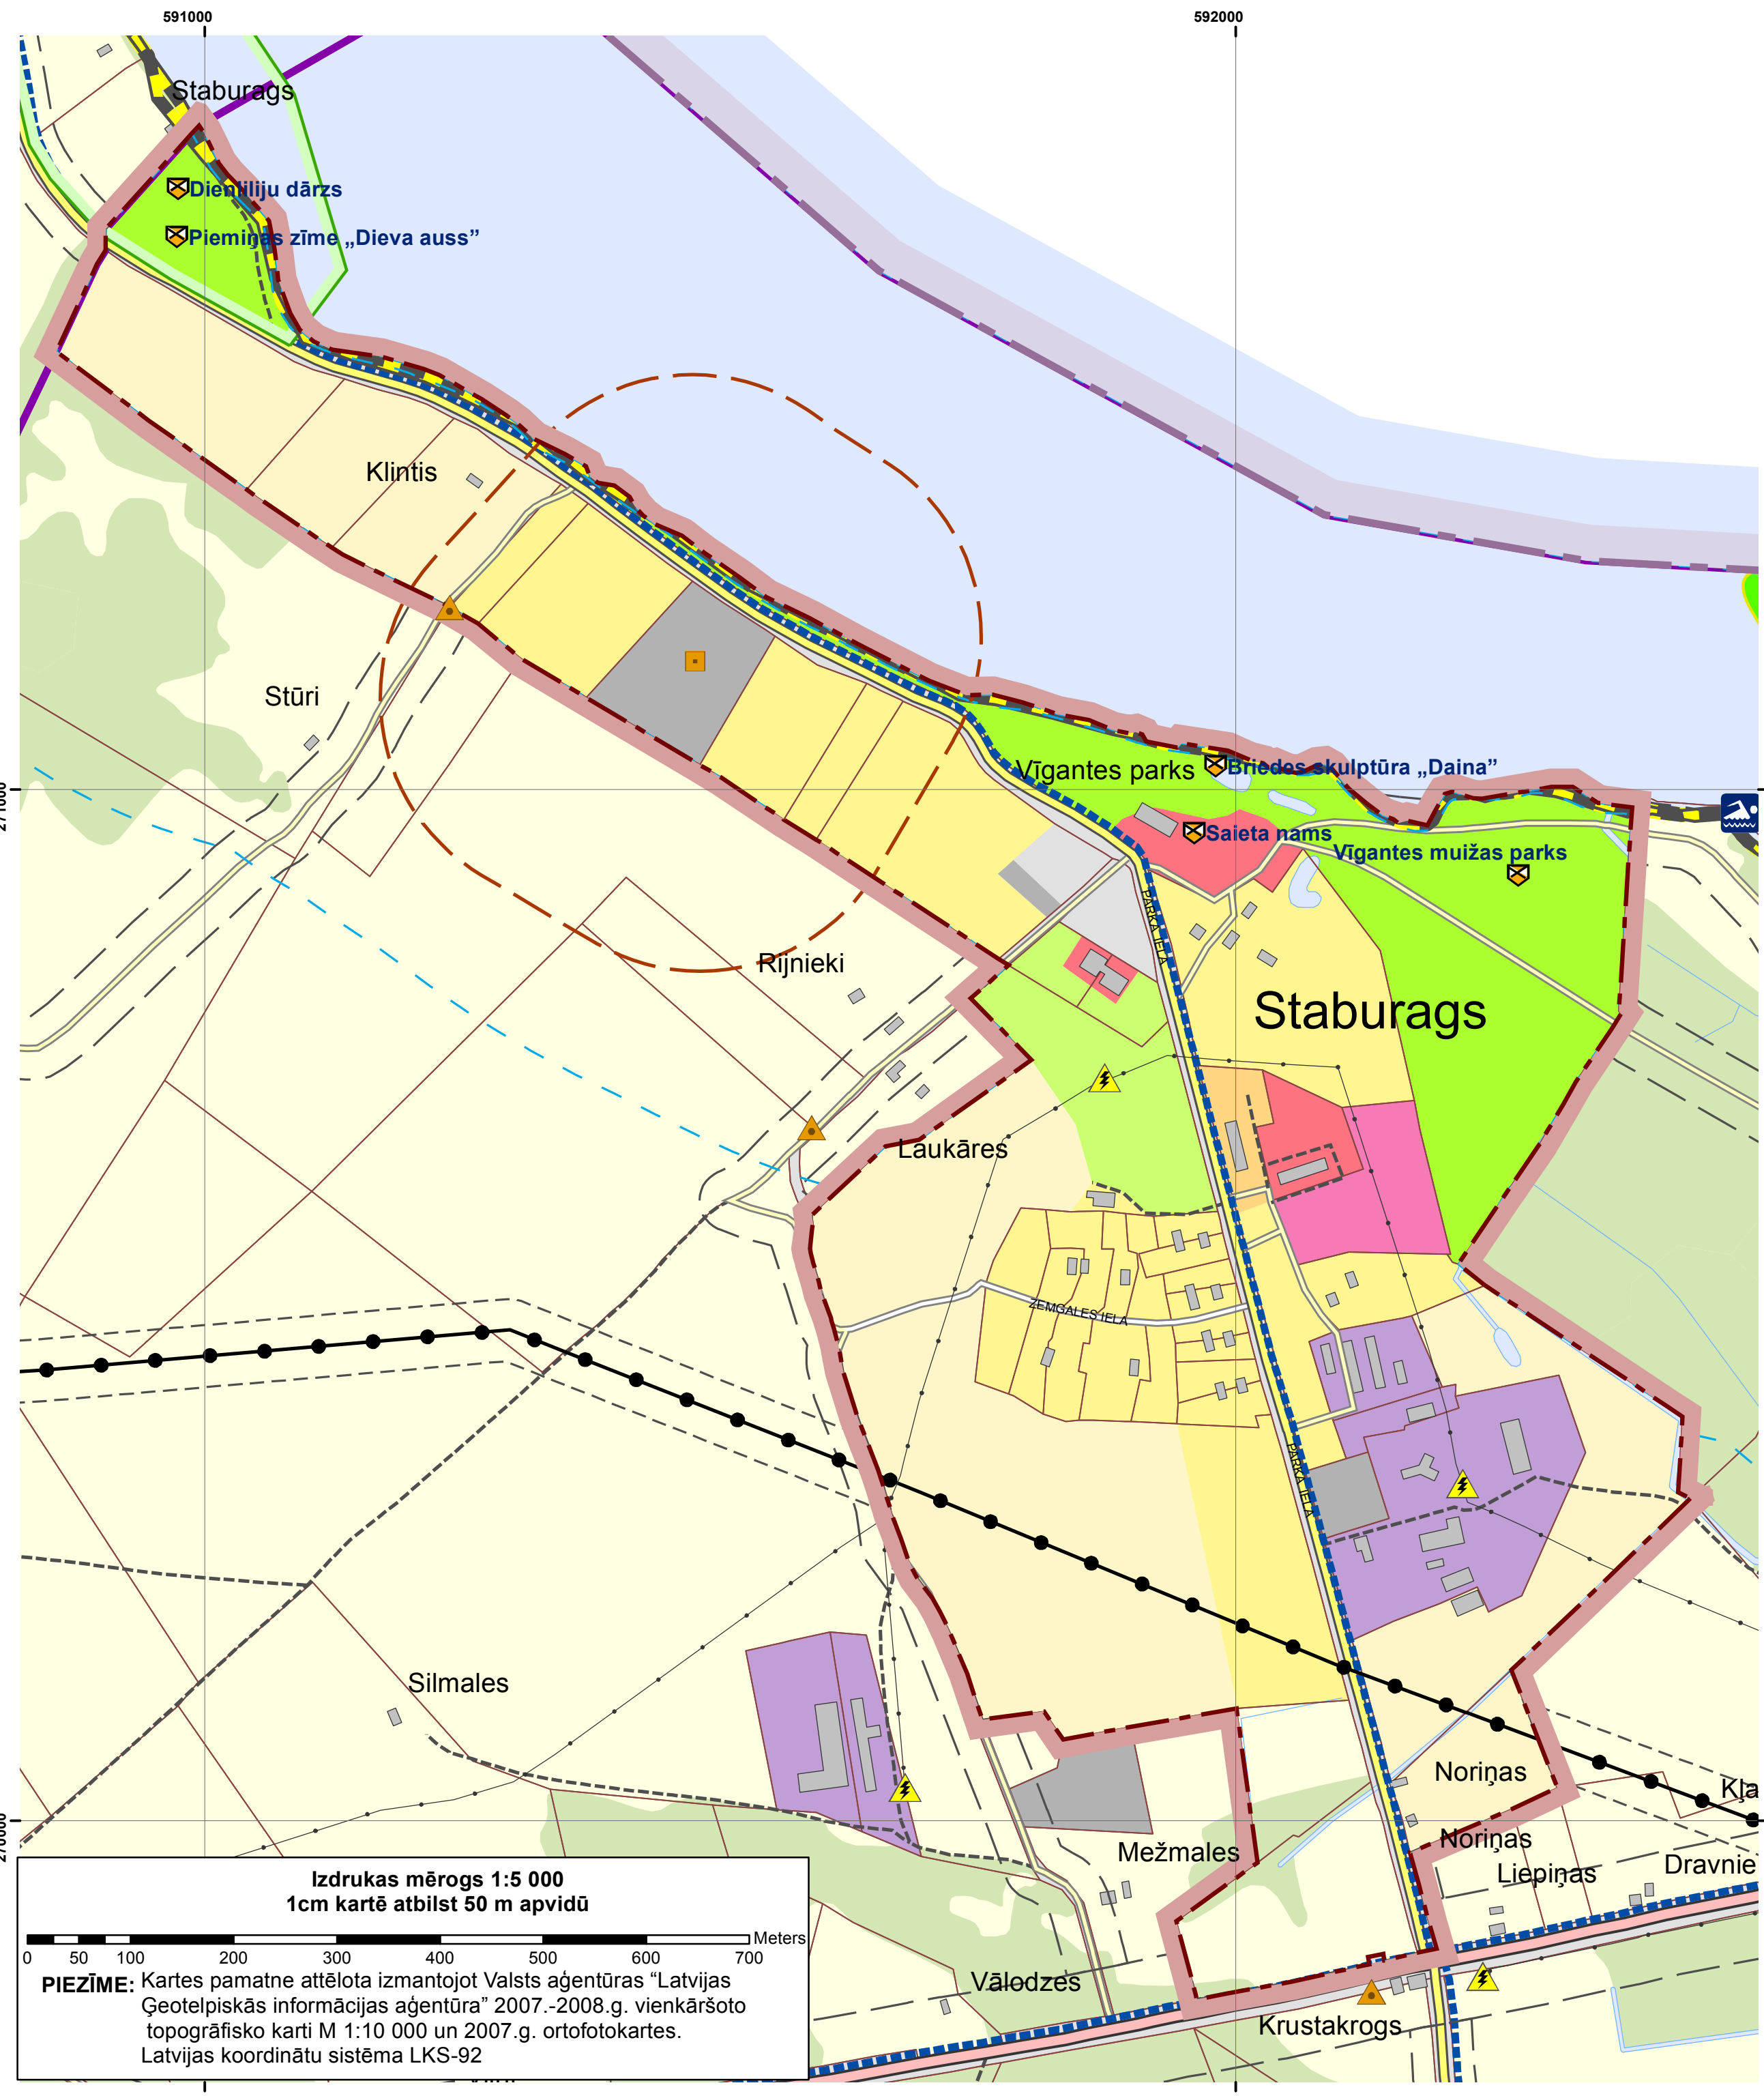 591000
592000
Staburags
Dienliliju dārzs
Piemiņas zīme „Dieva auss”
Klintis
Stūri
271000
Vīgantes parks
Briedes skulptūra „Daina”
Saieta nams
Vīgantes muižas parks
PARKA IELA
Rijnieki
Staburags
Laukāres
ZEMGALES IELA
PARKA IELA
Silmales
Noriņas
Kļa
270000
Noriņas
Mežmales
Liepiņas
Dravnie
Izdrukas mērogs 1:5 000
1cm kartē atbilst 50 m apvidū
Meters
0 50 100 200 300 400 500 600 700
PIEZĪME: Kartes pamatne attēlota izmantojot Valsts aģentūras “Latvijas
Ģeotelpiskās informācijas aģentūra” 2007.-2008.g. vienkāršoto
topogrāfisko karti M 1:10 000 un 2007.g. ortofotokartes.
Latvijas koordinātu sistēma LKS-92
Vālodzes
Krustakrogs